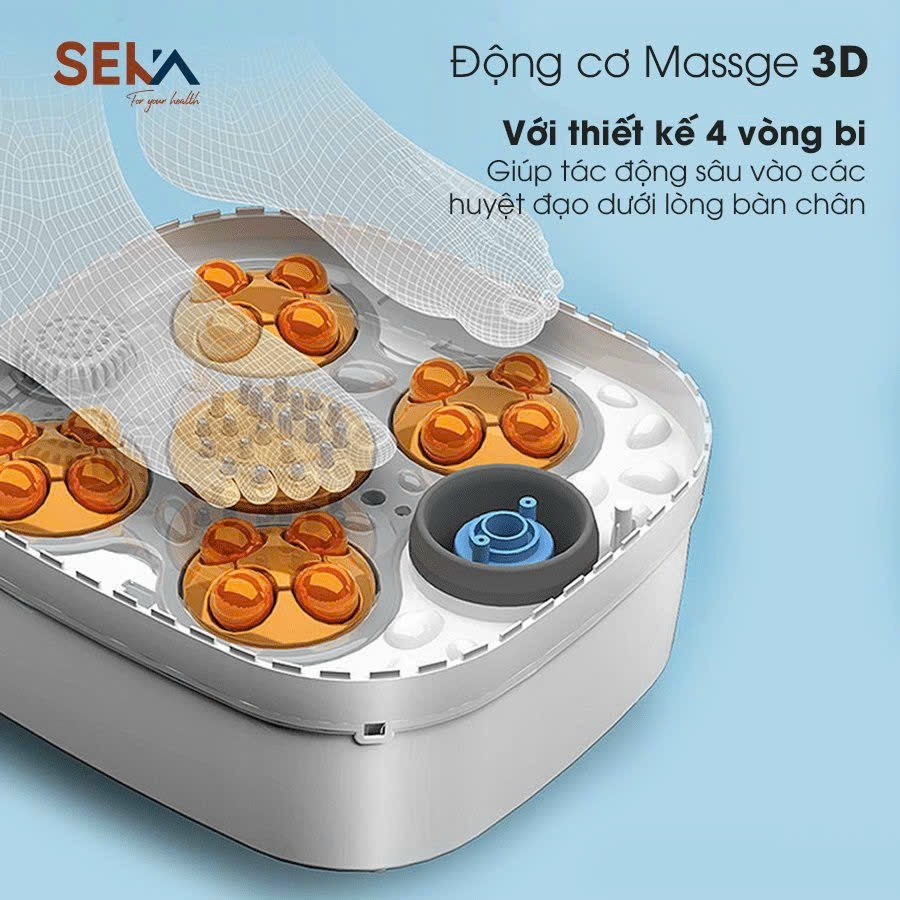 SEKA
For your health
Động cơ Massge 3D
Với thiết kế 4 vòng bi
Giúp tác động sâu vào các
huyệt đạo dưới lòng bàn chân